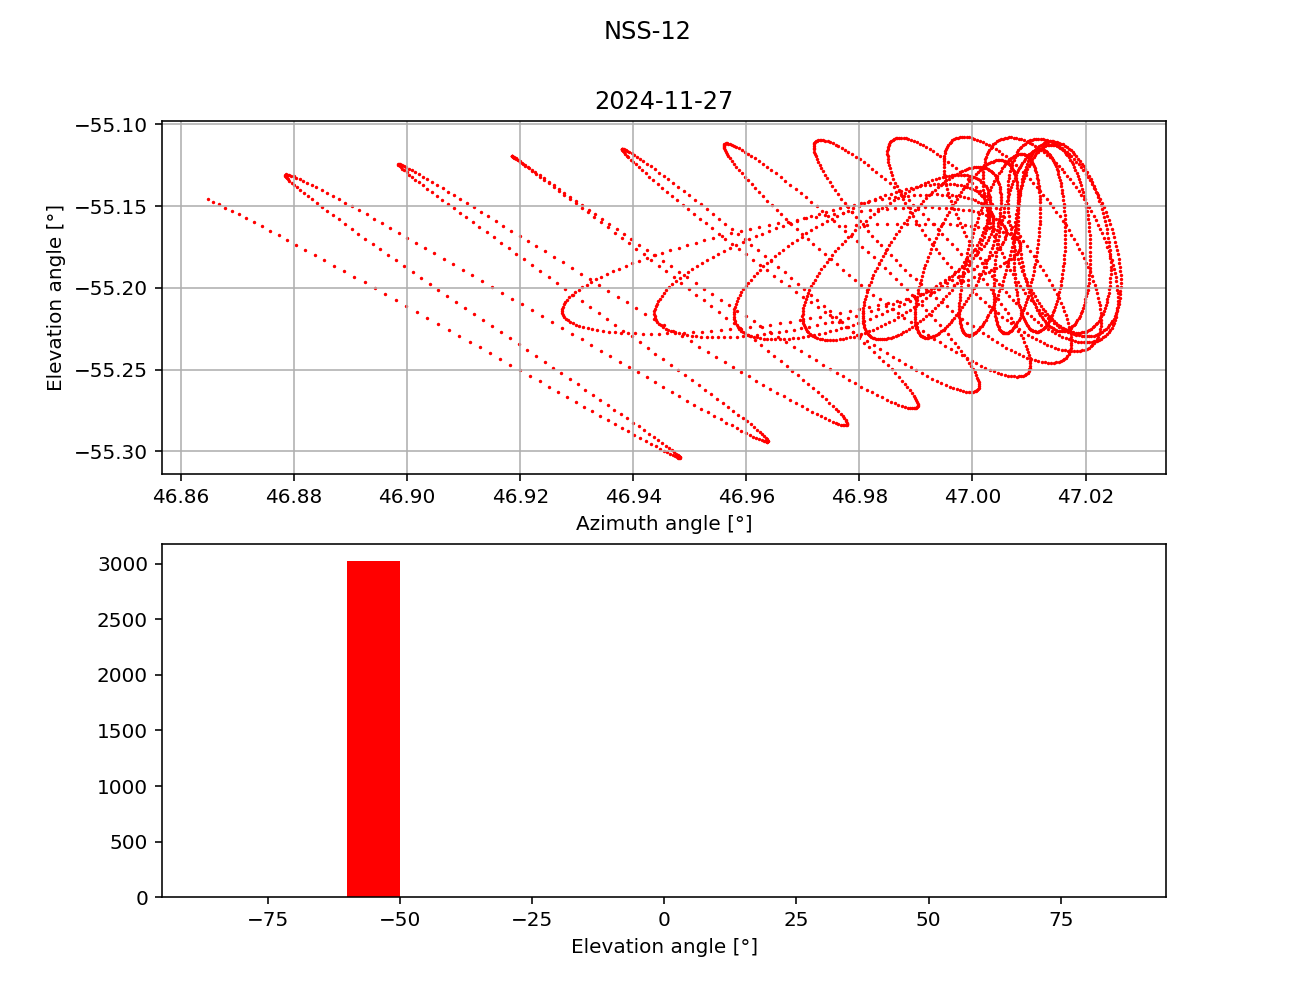 NSS-12
2024-11-27
−55.10
−55.15
−55.20
−55.25
−55.30
Elevation angle [°]
46.86 46.88 46.90 46.92 46.94 46.96 46.98 47.00 47.02
Azimuth angle [°]
3000
2500
2000
1500
1000
500
0
−75 −50 −25 0 25 50 75
Elevation angle [°]